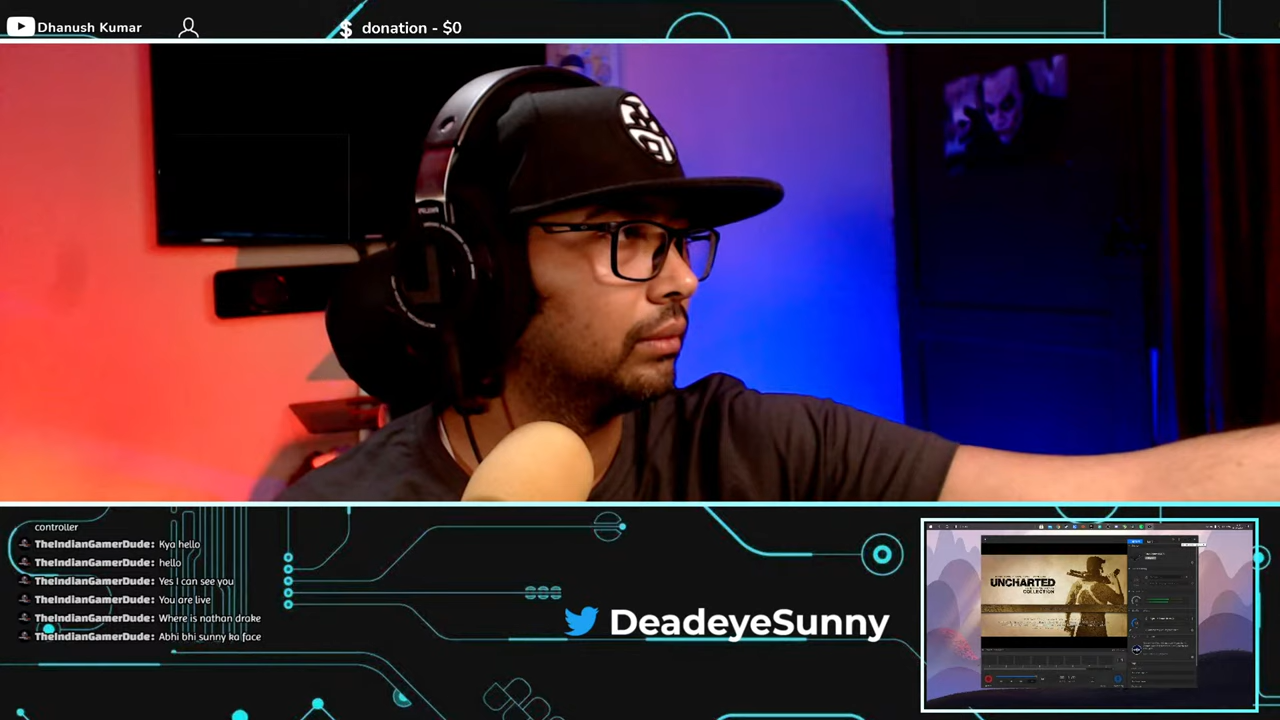 Dhanush Kumar
donation - $0
controller
TheIndianGamerDude: Kya hello
TheIndianGamerDude: hello
TheIndianGamerDude: Yes I can see you
TheIndianGamerDude: You are live
TheIndianGamerDude: Where is nathan drake
TheIndianGamerDude: Abhi bhi sunny ka face
DeadeyeSunny
UNCHARTED
COLLECTION